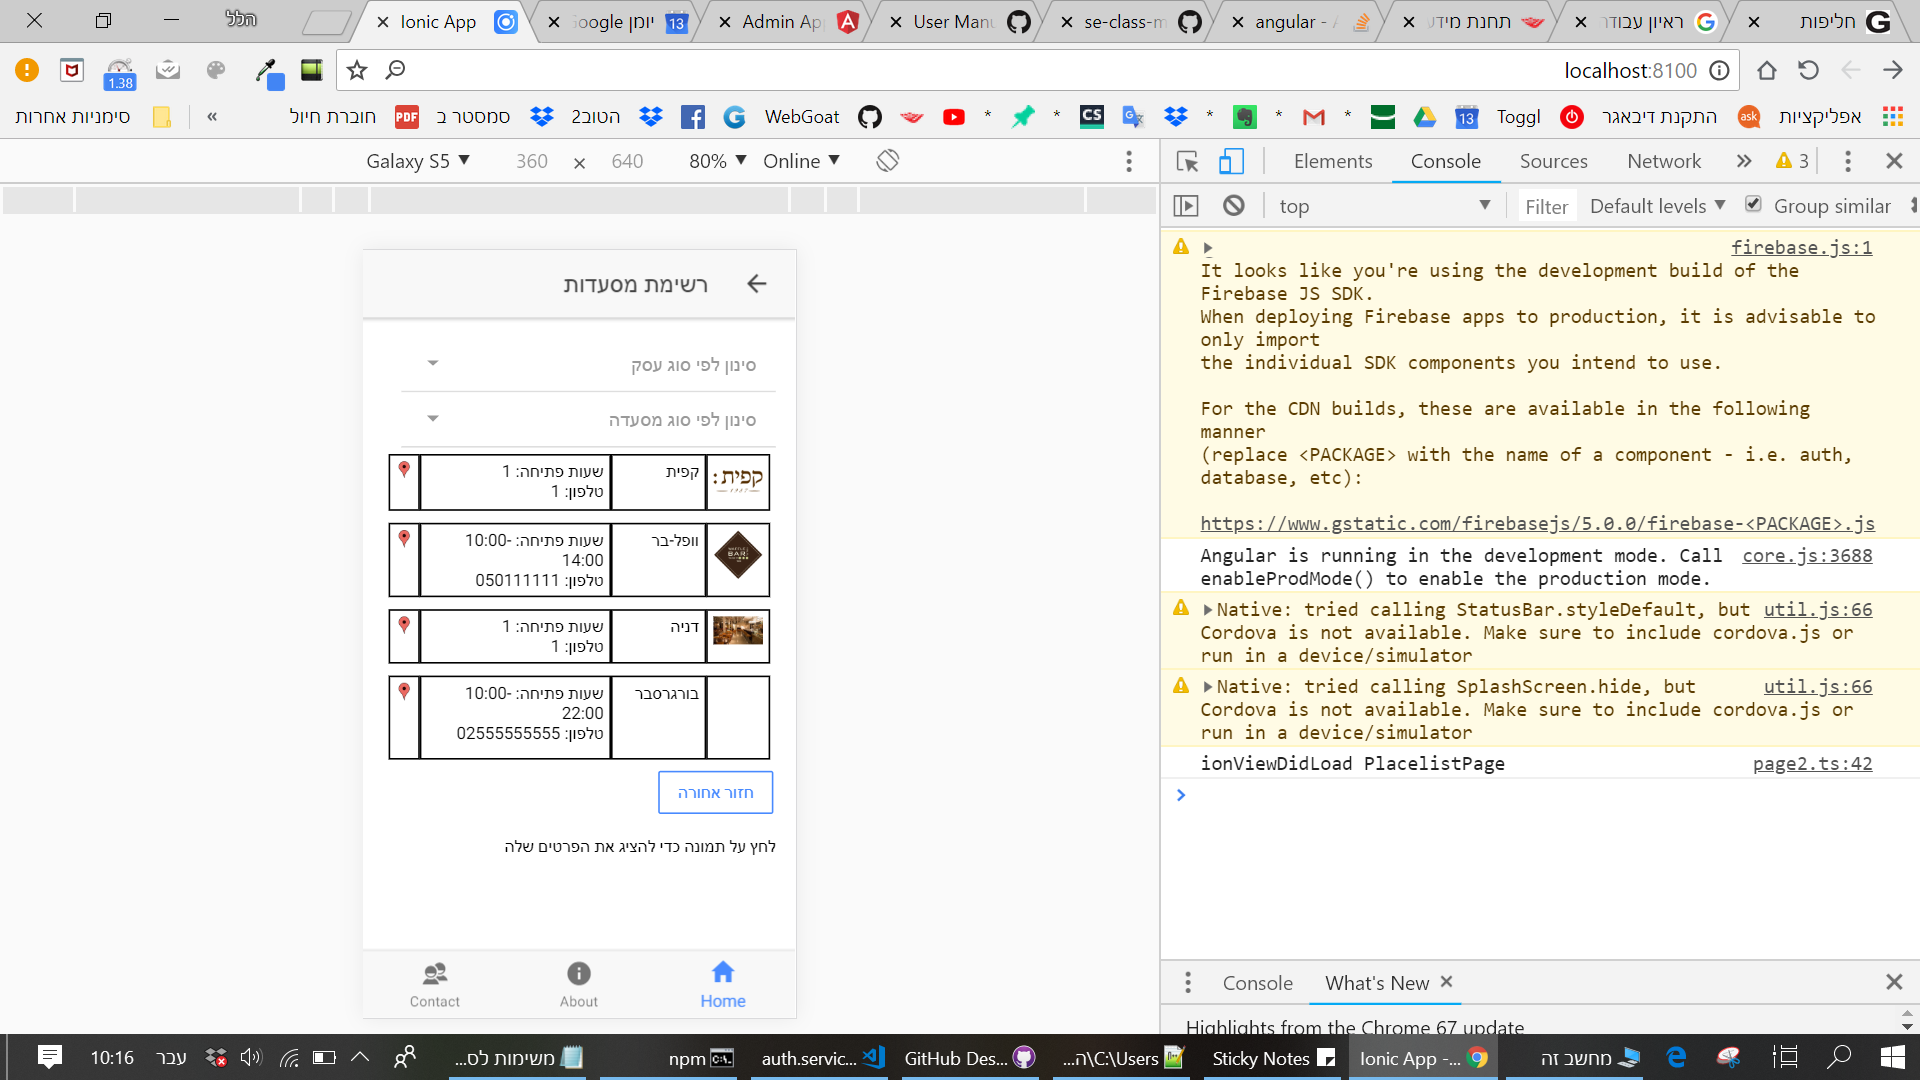 הלל
Ionic App
יומן Google
Admin Ap
User Manu
se-class-m
angular - A
תחנת מידע
ראיון עבודה
חליפות
1.38
localhost:8100
סימניות אחרות
»
חוברת חיול
סמסטר ב
הטוב2
WebGoat
*
*
*
*
*
Toggl
התקנת דיבאגר
אפליקציות
Galaxy S5 ▼
360 × 640
80% ▼
Online ▼
Elements
Console
Sources
Network
»
3
top
Filter
Default levels ▼
Group similar
רשימת מסעדות
סינון לפי סוג עסק
סינון לפי סוג מסעדה
קפית:
קפית
שעות פתיחה: 1
טלפון: 1
BAR
וופל-בר
שעות פתיחה: 10:00-
14:00
טלפון: 050111111
דניה
שעות פתיחה: 1
טלפון: 1
בורגרסבר
שעות פתיחה: 10:00-
22:00
טלפון: 02555555555
חזור אחורה
לחץ על תמונה כדי להציג את הפרטים שלה
Contact
About
Home
firebase.js:1
It looks like you're using the development build of the
Firebase JS SDK.
When deploying Firebase apps to production, it is advisable to
only import
the individual SDK components you intend to use.
For the CDN builds, these are available in the following
manner
(replace <PACKAGE> with the name of a component - i.e. auth,
database, etc):
https://www.gstatic.com/firebasejs/5.0.0/firebase-<PACKAGE>.js
Angular is running in the development mode. Call core.js:3688
enableProdMode() to enable the production mode.
Native: tried calling StatusBar.styleDefault, but util.js:66
Cordova is not available. Make sure to include cordova.js or
run in a device/simulator
Native: tried calling SplashScreen.hide, but util.js:66
Cordova is not available. Make sure to include cordova.js or
run in a device/simulator
ionViewDidLoad PlacelistPage page2.ts:42
Console
What's New
Highlights from the Chrome 67 update
10:16
עבר
משימות לס...
npm
auth.servic...
GitHub Des...
C:\Users\ה...
Sticky Notes
Ionic App -...
מחשב זה